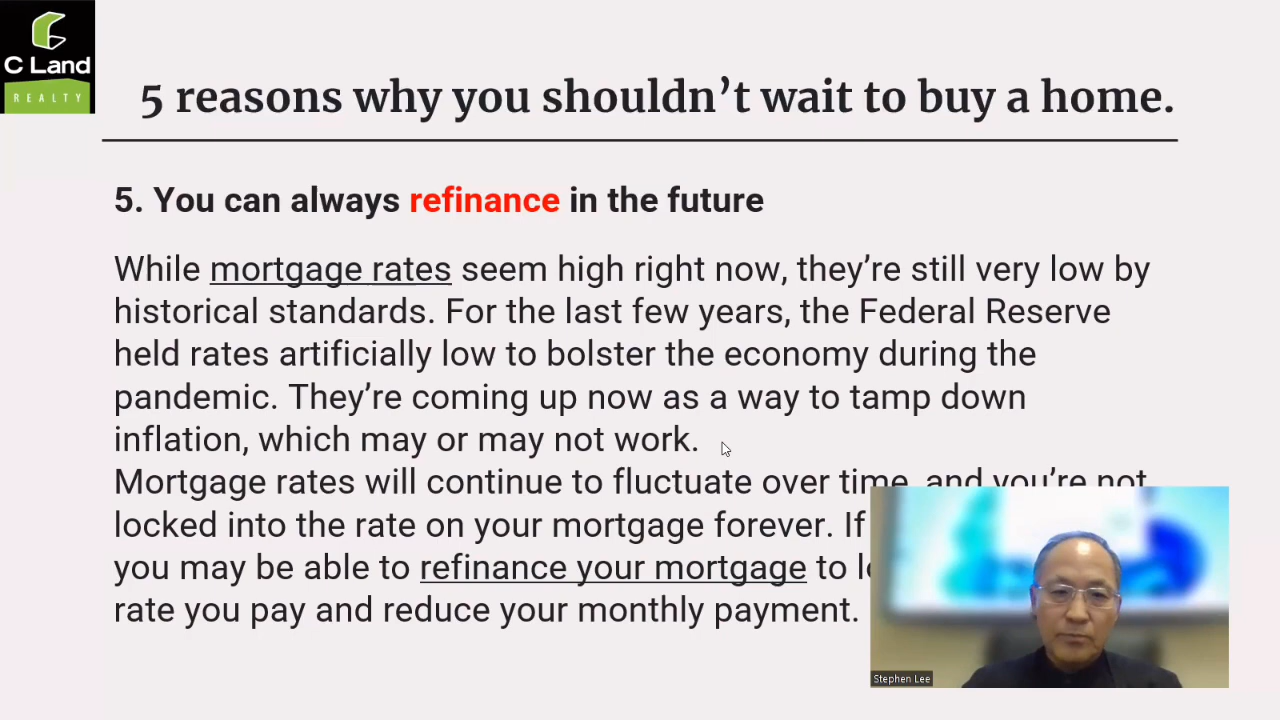 C Land
REALTY
5 reasons why you shouldn’t wait to buy a home.
5. You can always refinance in the future
While mortgage rates seem high right now, they’re still very low by
historical standards. For the last few years, the Federal Reserve
held rates artificially low to bolster the economy during the
pandemic. They’re coming up now as a way to tamp down
inflation, which may or may not work.
Mortgage rates will continue to fluctuate over time, and you’re not
locked into the rate on your mortgage forever. If
you may be able to refinance your mortgage to
rate you pay and reduce your monthly payment.
Stephen Lee